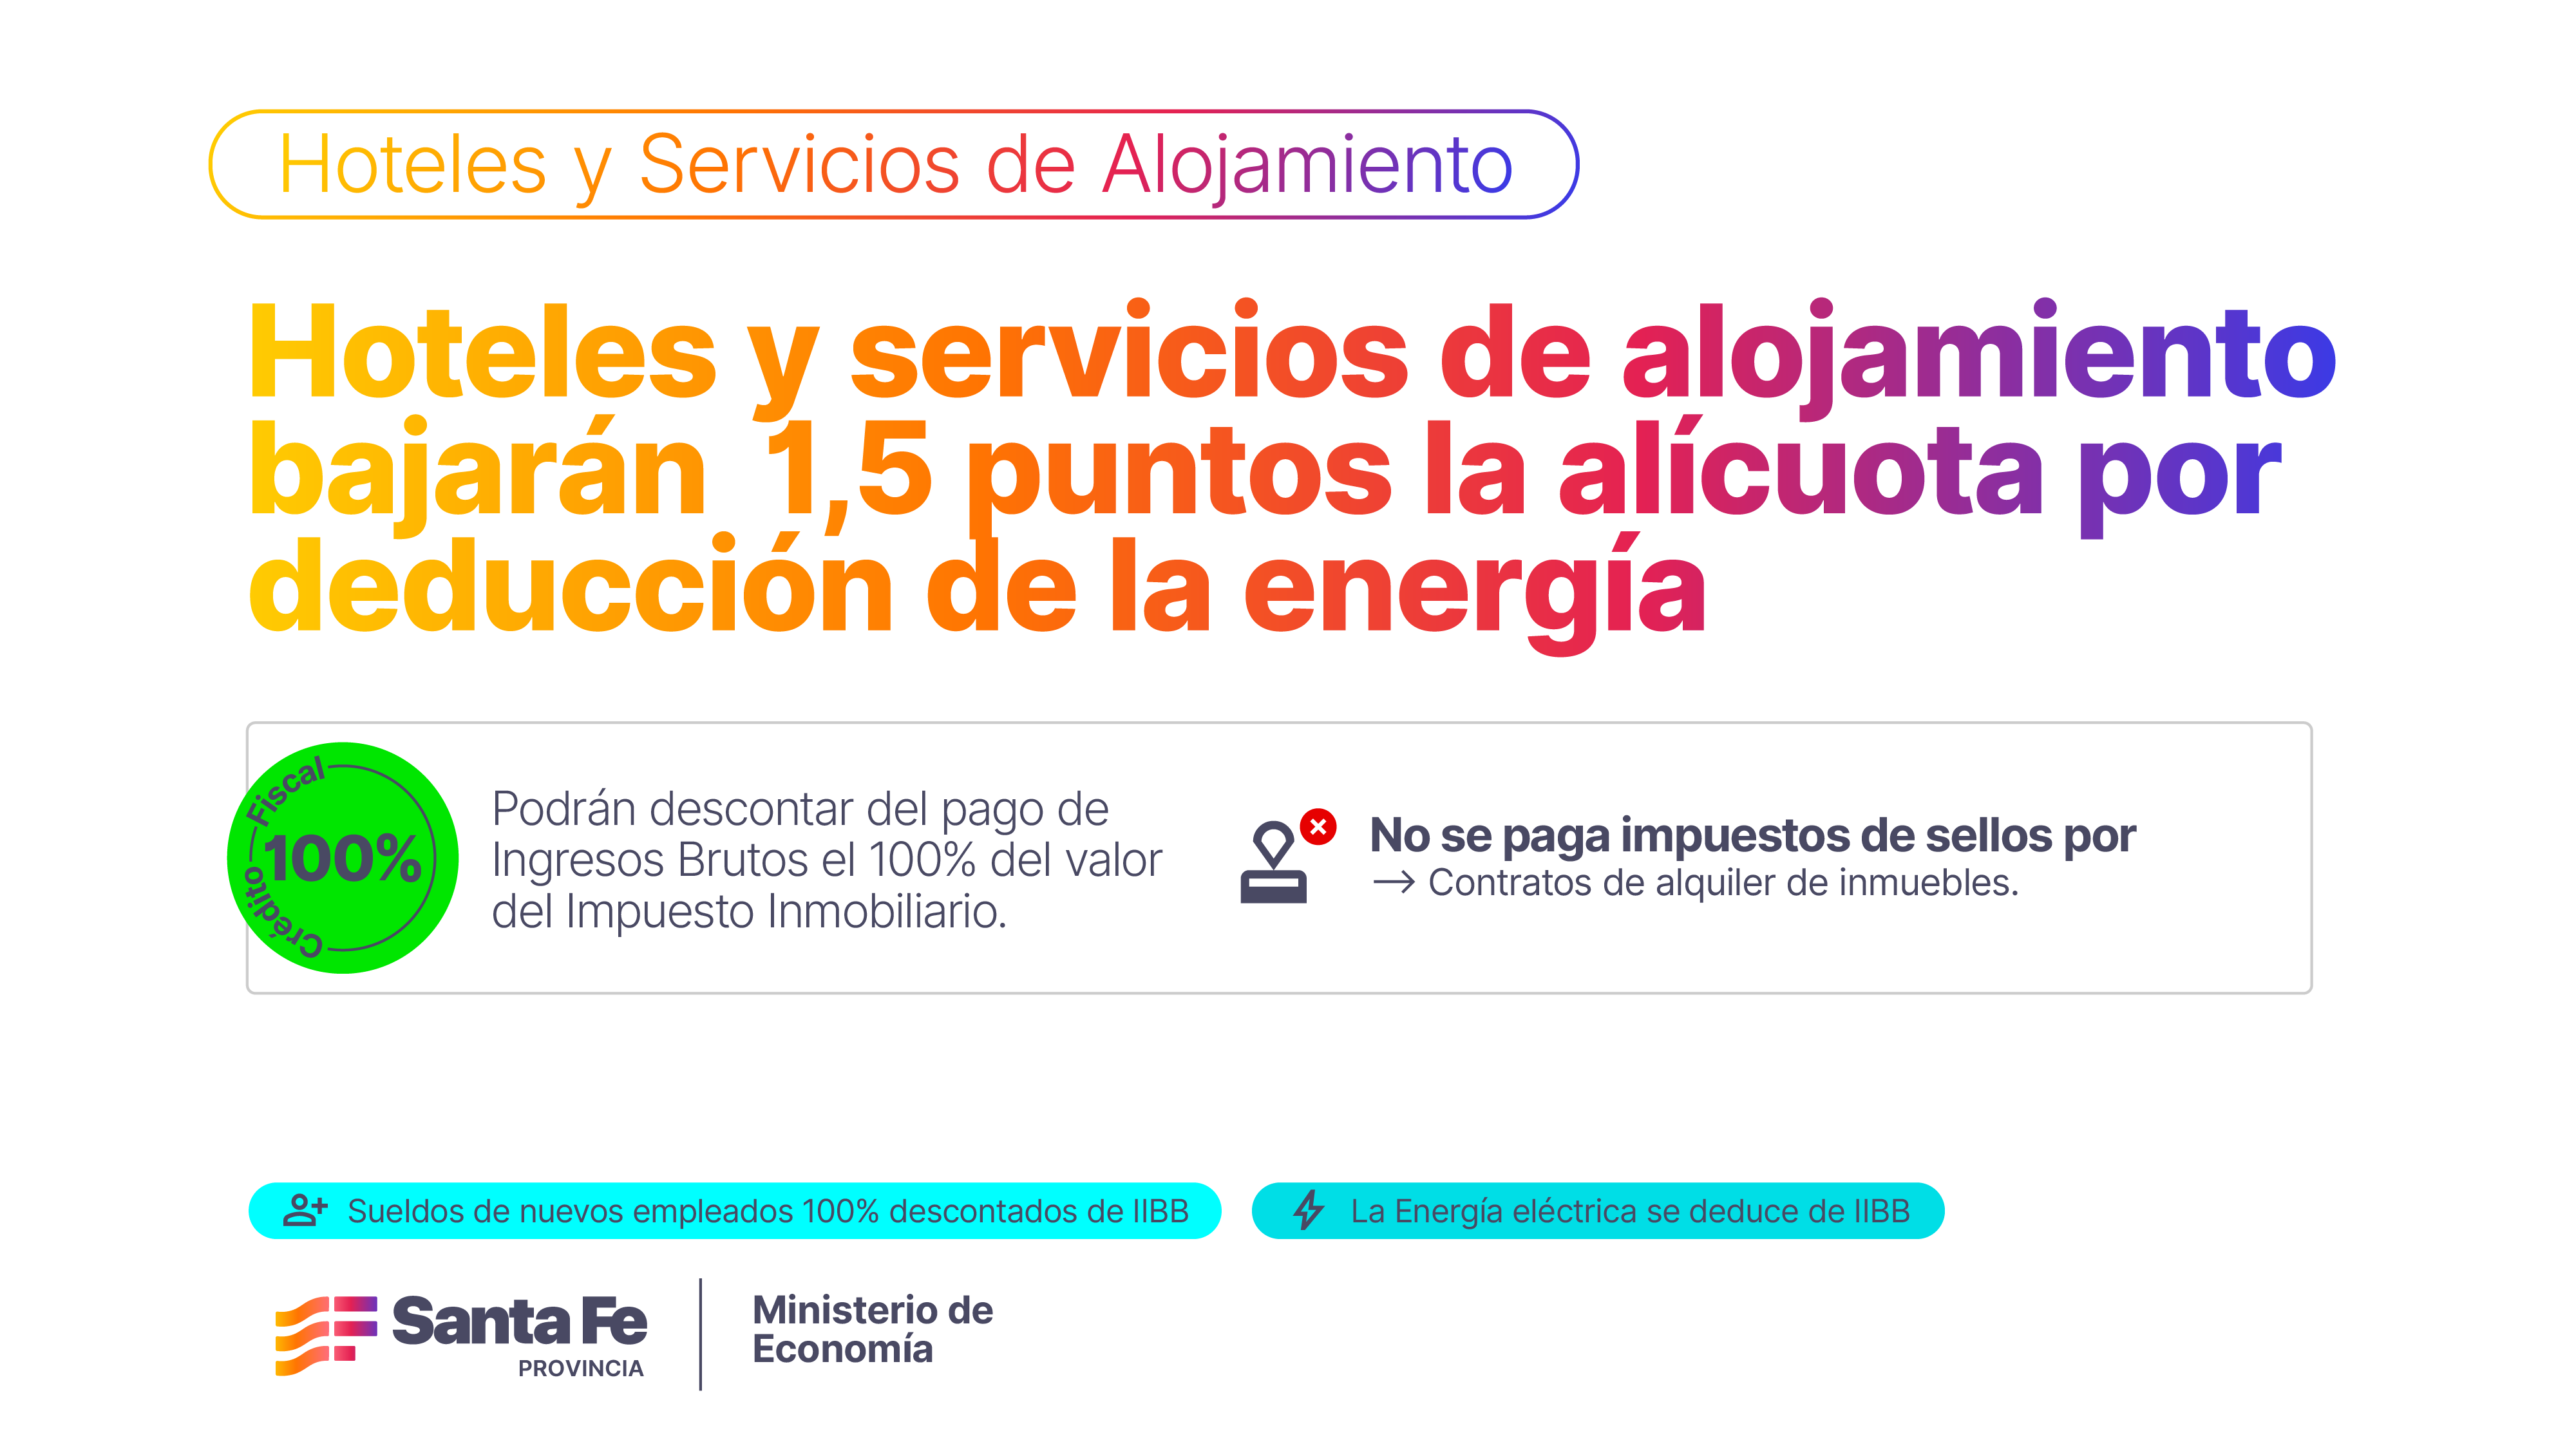 Hoteles y Servicios de Alojamiento
Hoteles y servicios de alojamiento
bajarán 1,5 puntos la alícuota por
deducción de la energía
Crédito Fiscal
100%
Podrán descontar del pago de
Ingresos Brutos el 100% del valor
del Impuesto Inmobiliario.
No se paga impuestos de sellos por
→ Contratos de alquiler de inmuebles.
Sueldos de nuevos empleados 100% descontados de IIBB
La Energía eléctrica se deduce de IIBB
Santa Fe
PROVINCIA
Ministerio de
Economía